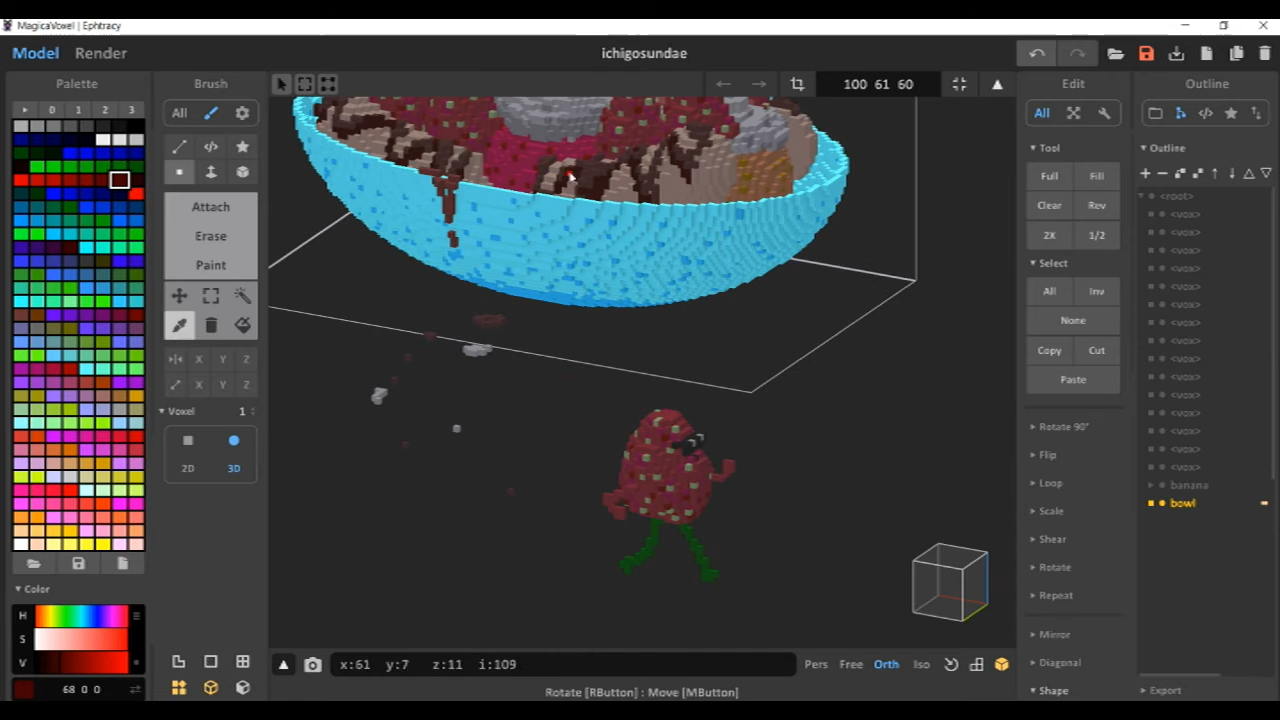 MagicaVoxel | Ephtracy
Model Render ichigosundae
Palette Brush 100 61 60 Edit Outline
0 1 2 3 All All
Tool Outline
Full Fill <root>
Attach Clear Rev <vox>
Erase 2X 1/2 <vox>
Paint Select <vox>
All Inv <vox>
None <vox>
Copy Cut <vox>
X Y Z Paste <vox>
X Y Z <vox>
Voxel 1 Rotate 90° <vox>
2D 3D Flip <vox>
Loop <vox>
Scale <vox>
Shear <vox>
Rotate <vox>
Repeat <vox>
banana
bowl
Color
H
S
V Mirror
x:61 y:7 z:11 i:109 Pers Free Orth Iso Diagonal
68 0 0 Rotate [RButton] : Move [MButton] Shape Export